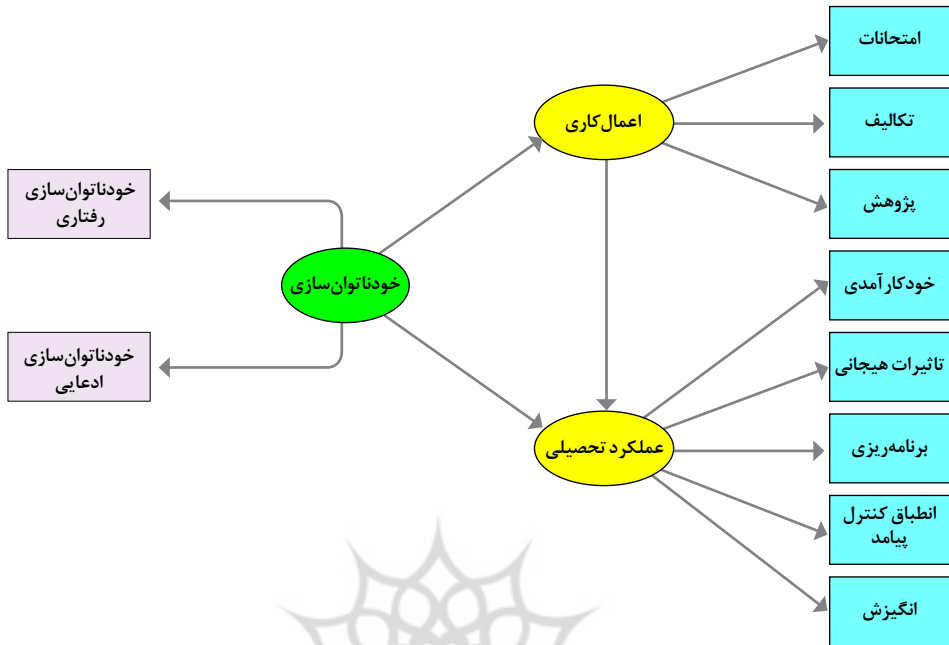 امتحانات
تکالیف
پژوهش
خودکارآمدی
تاثیرات هیجانی
برنامه‌ریزی
انطباق کنترل
پیامد
انگیزش
اعمال‌کاری
عملکرد تحصیلی
خودناتوان‌سازی
خودناتوان‌سازی
رفتاری
خودناتوان‌سازی
ادعایی